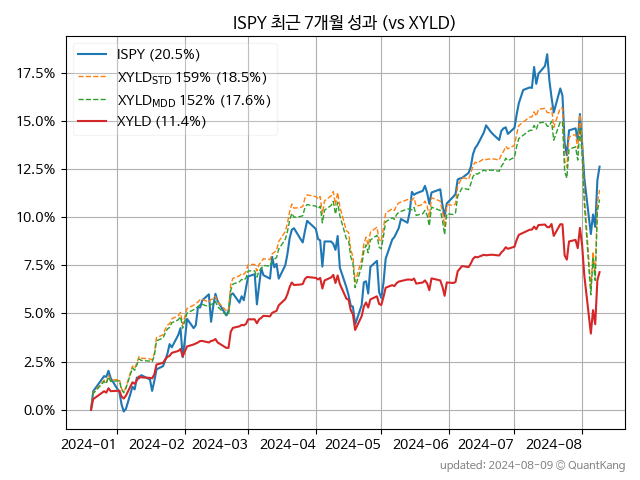 ISPY 최근 7개월 성과 (vs XYLD)
ISPY (20.5%)
XYLD_STD 159% (18.5%)
XYLD_MDD 152% (17.6%)
XYLD (11.4%)
17.5%
15.0%
12.5%
10.0%
7.5%
5.0%
2.5%
0.0%
2024-01 2024-02 2024-03 2024-04 2024-05 2024-06 2024-07 2024-08
updated: 2024-08-09 © QuantKang